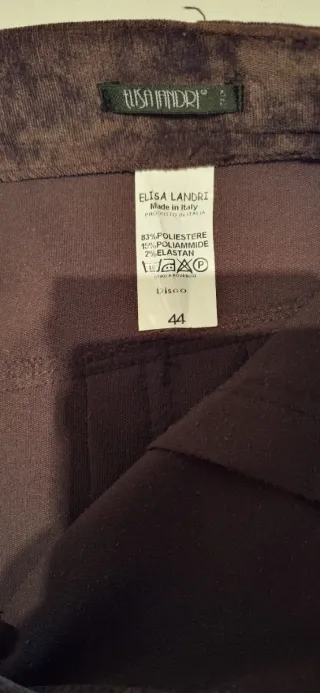 ELISA LANDRI
ELISA LANDRI
Made in Italy
PRODOTTO IN ITALIA
83%POLIESTERE
15%POLIAMMIDE
2%ELASTAN
P
Disco
44